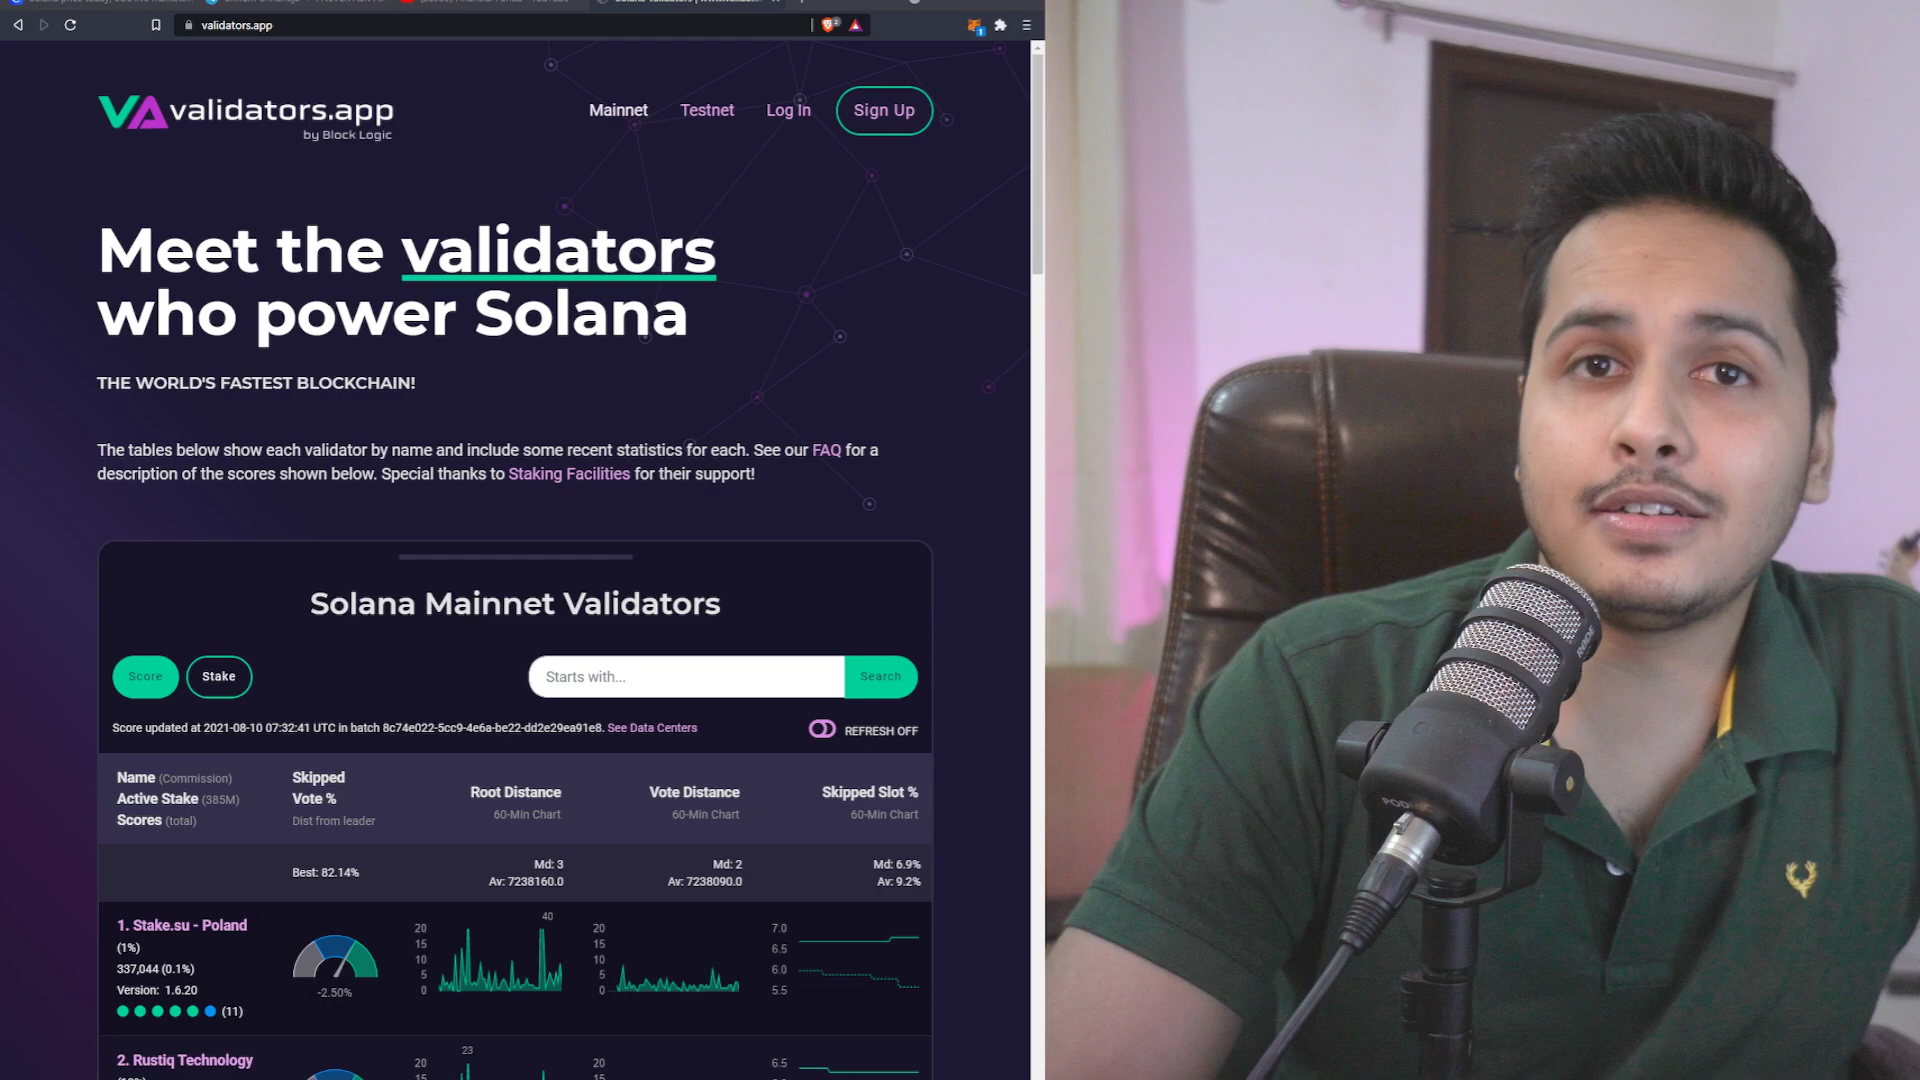 validators.app
VA validators.app
by Block Logic
Mainnet Testnet Log In Sign Up
Meet the validators
who power Solana
THE WORLD'S FASTEST BLOCKCHAIN!
The tables below show each validator by name and include some recent statistics for each. See our FAQ for a
description of the scores shown below. Special thanks to Staking Facilities for their support!
Solana Mainnet Validators
Score Stake Starts with... Search
Score updated at 2021-08-10 07:32:41 UTC in batch 8c74e022-5cc9-4e6a-be22-dd2e29ea91e8. See Data Centers REFRESH OFF
Name (Commission)
Active Stake (385M)
Scores (total)
Skipped
Vote %
Dist from leader
Root Distance
60-Min Chart
Vote Distance
60-Min Chart
Skipped Slot %
60-Min Chart
Best: 82.14%
Md: 3
Av: 7238160.0
Md: 2
Av: 7238090.0
Md: 6.9%
Av: 9.2%
1. Stake.su - Poland
(1%)
337,044 (0.1%)
Version: 1.6.20
(11)
-2.50%
40
20
15
10
5
0
20
15
10
5
0
7.0
6.5
6.0
5.5
2. Rustiq Technology
23
20
15
20
15
6.5
RODE
POD